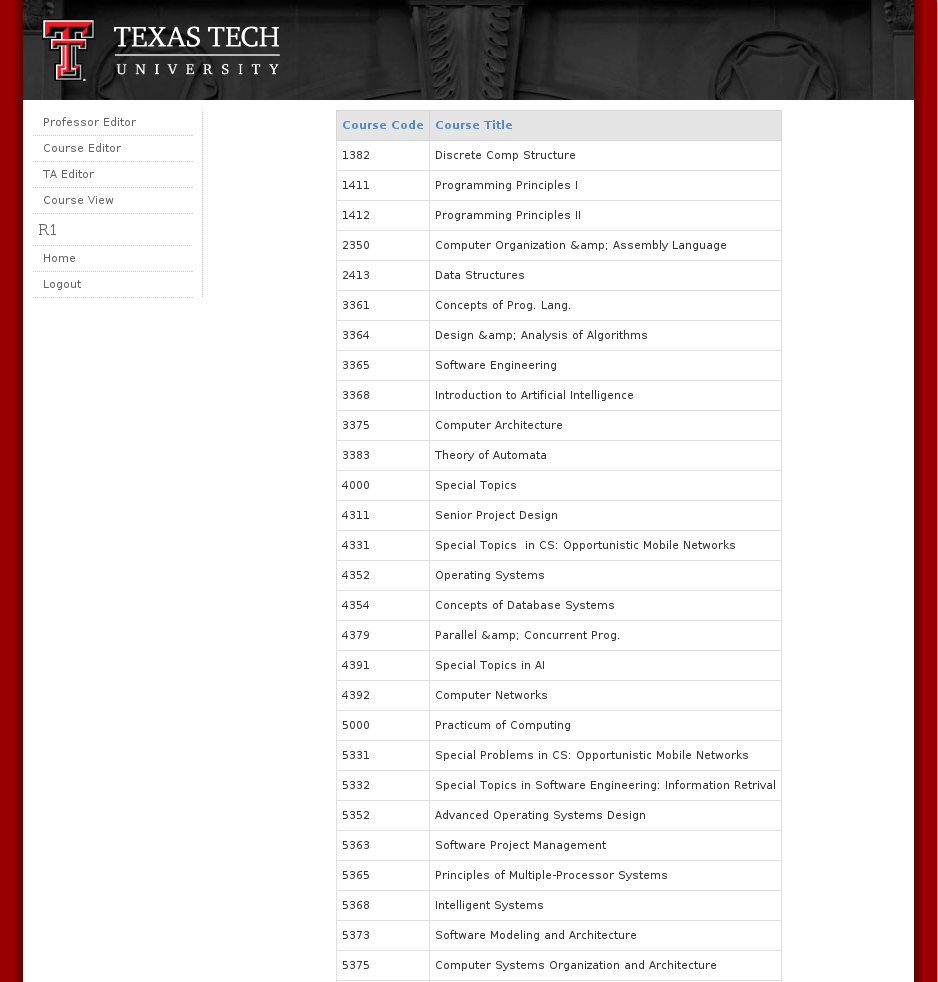 TEXAS TECH
UNIVERSITY
Professor Editor
Course Editor
TA Editor
Course View
R1
Home
Logout
Course Code Course Title
1382 Discrete Comp Structure
1411 Programming Principles I
1412 Programming Principles II
2350 Computer Organization &amp; Assembly Language
2413 Data Structures
3361 Concepts of Prog. Lang.
3364 Design &amp; Analysis of Algorithms
3365 Software Engineering
3368 Introduction to Artificial Intelligence
3375 Computer Architecture
3383 Theory of Automata
4000 Special Topics
4311 Senior Project Design
4331 Special Topics  in CS: Opportunistic Mobile Networks
4352 Operating Systems
4354 Concepts of Database Systems
4379 Parallel &amp; Concurrent Prog.
4391 Special Topics in AI
4392 Computer Networks
5000 Practicum of Computing
5331 Special Problems in CS: Opportunistic Mobile Networks
5332 Special Topics in Software Engineering: Information Retrival
5352 Advanced Operating Systems Design
5363 Software Project Management
5365 Principles of Multiple-Processor Systems
5368 Intelligent Systems
5373 Software Modeling and Architecture
5375 Computer Systems Organization and Architecture